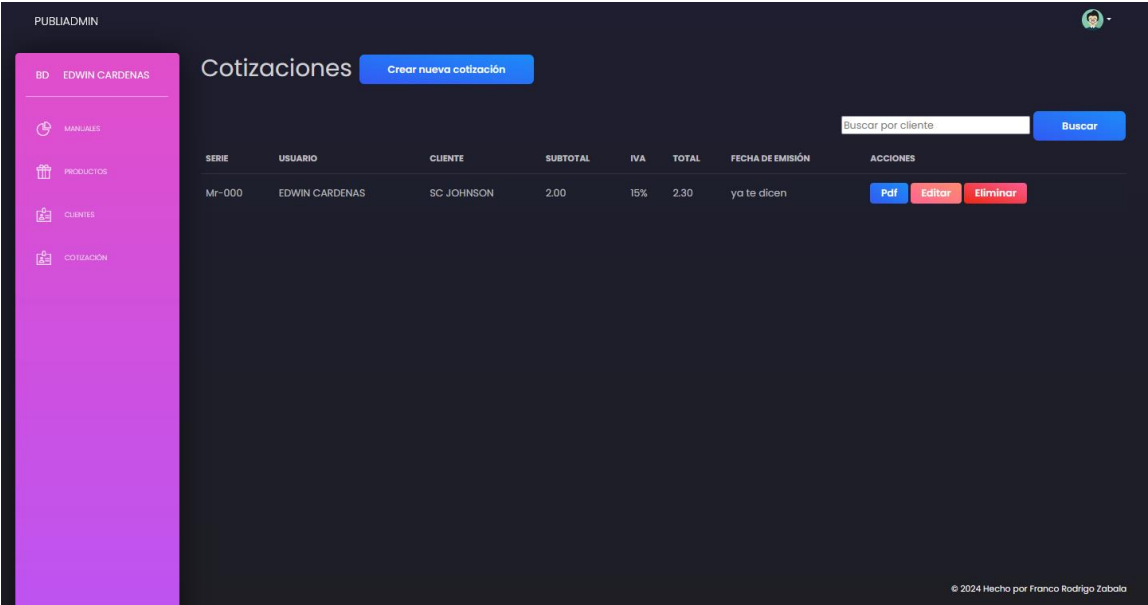 PUBLIADMIN
BD EDWIN CARDENAS
MANUALES
PRODUCTOS
CLIENTES
COTIZACIÓN
Cotizaciones Crear nueva cotización
Buscar por cliente Buscar
SERIE USUARIO CLIENTE SUBTOTAL IVA TOTAL FECHA DE EMISIÓN ACCIONES
Mr-000 EDWIN CARDENAS SC JOHNSON 2.00 15% 2.30 ya te dicen Pdf Editar Eliminar
© 2024 Hecho por Franco Rodrigo Zabala